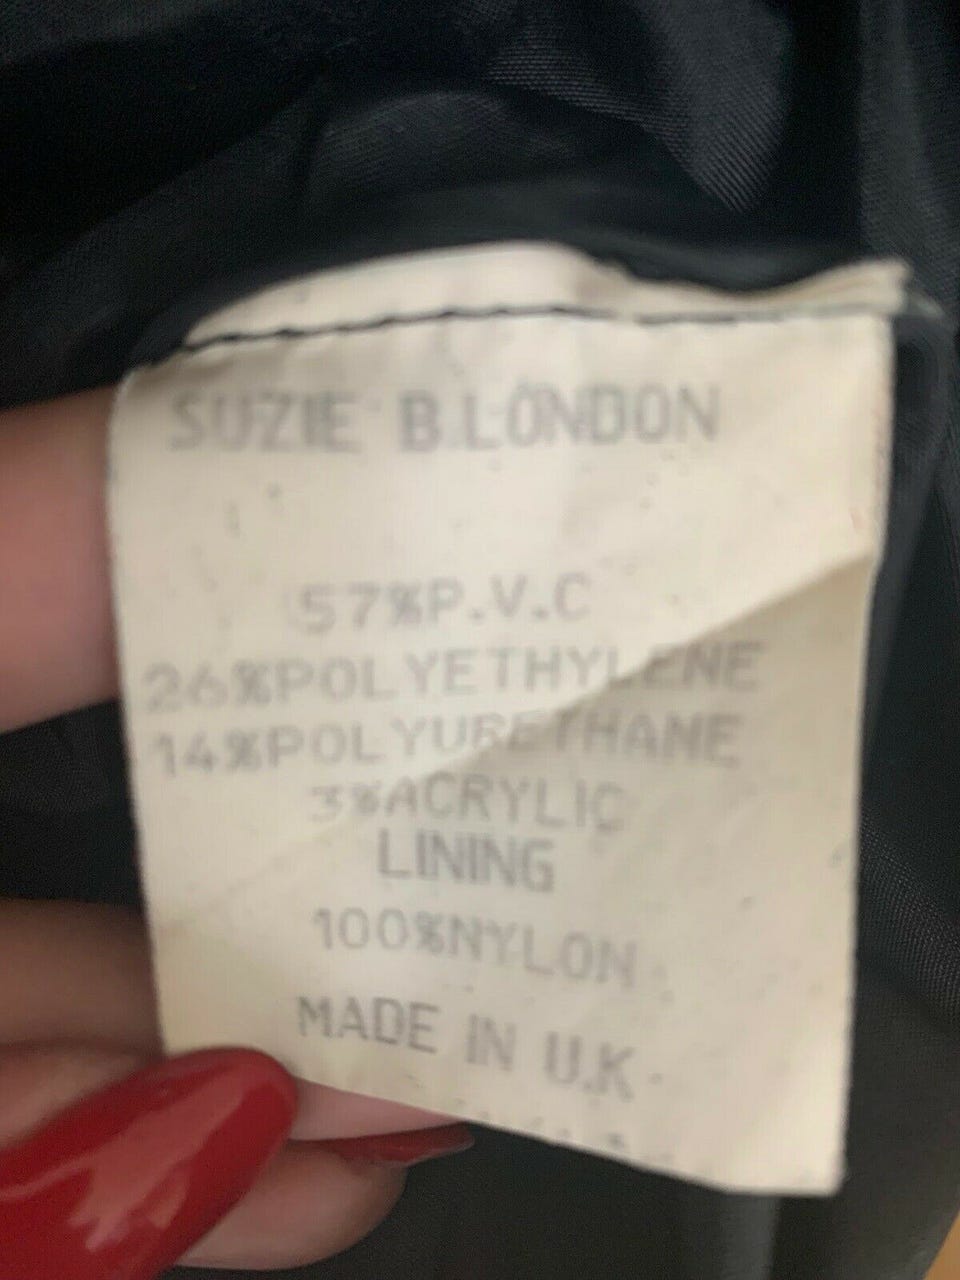 SUZIE B.LONDON
57%P.V.C
26%POLYETHYLENE
14%POLYURETHANE
3%ACRYLIC
LINING
100%NYLON
MADE IN U.K